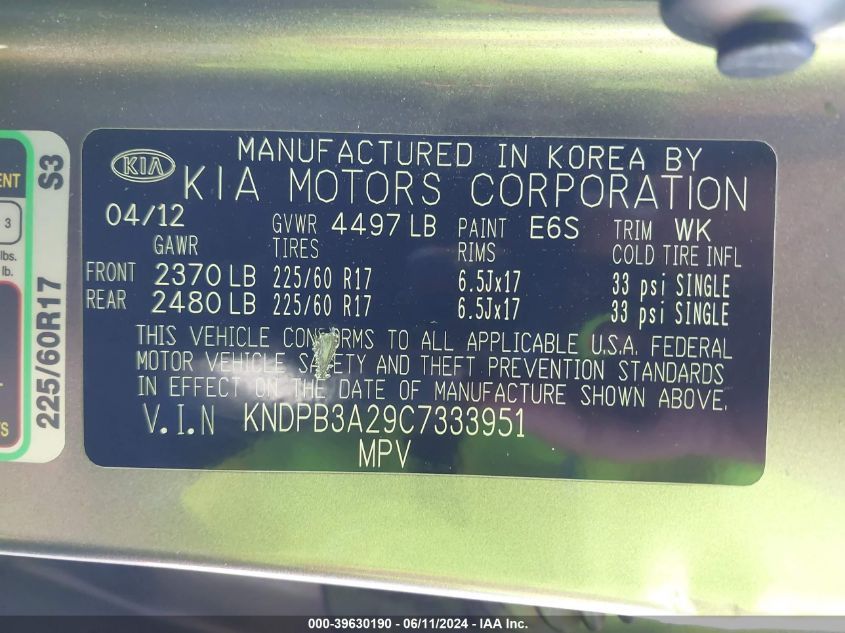 KIA
MANUFACTURED IN KOREA BY
KIA MOTORS CORPORATION
04/12 GVWR 4497 LB PAINT E6S TRIM WK
GAWR TIRES RIMS COLD TIRE INFL
FRONT 2370 LB 225/60 R17 6.5Jx17 33 psi SINGLE
REAR 2480 LB 225/60 R17 6.5Jx17 33 psi SINGLE
THIS VEHICLE CONFORMS TO ALL APPLICABLE U.S.A. FEDERAL
MOTOR VEHICLE SAFETY AND THEFT PREVENTION STANDARDS
IN EFFECT ON THE DATE OF MANUFACTURE SHOWN ABOVE.
V.I.N KNDPB3A29C7333951
MPV
S3
225/60R17
3
lbs.
lb.
000-39630190 - 06/11/2024 - IAA Inc.